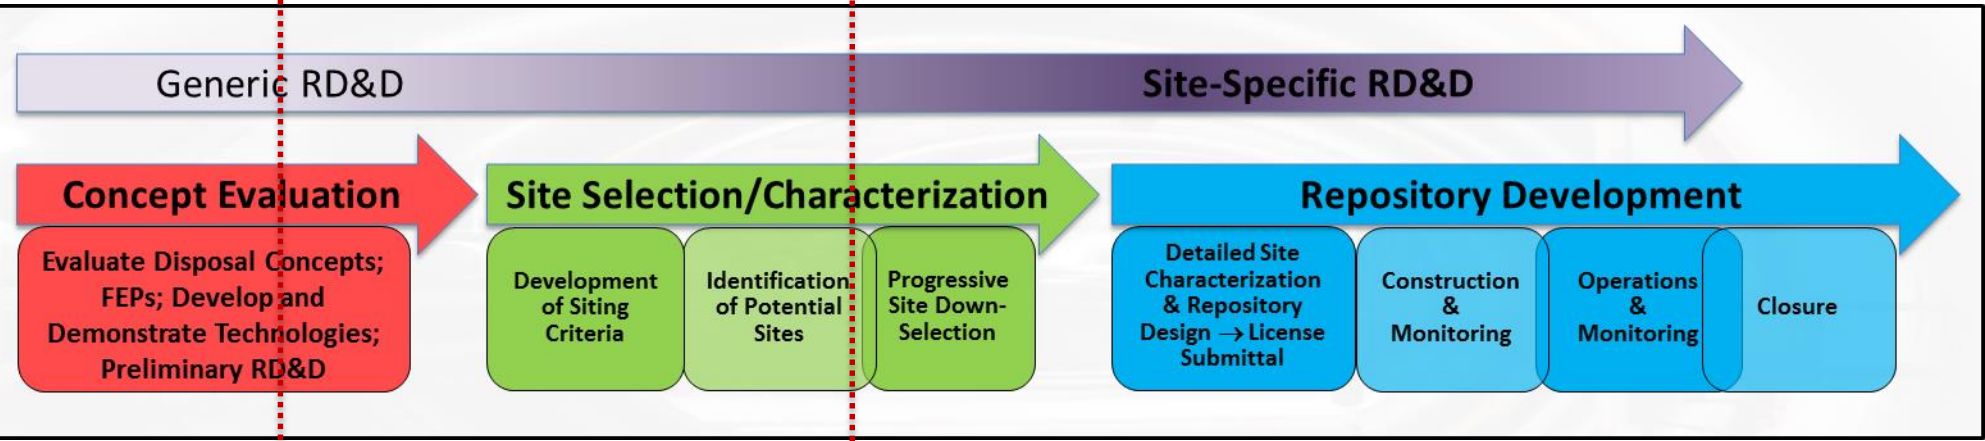 Generic RD&D
Site-Specific RD&D
Concept Evaluation
Evaluate Disposal Concepts;
FEPs; Develop and
Demonstrate Technologies;
Preliminary RD&D
Site Selection/Characterization
Development
of Siting
Criteria
Identification
of Potential
Sites
Progressive
Site Down-
Selection
Repository Development
Detailed Site
Characterization
& Repository
Design → License
Submittal
Construction
&
Monitoring
Operations
&
Monitoring
Closure